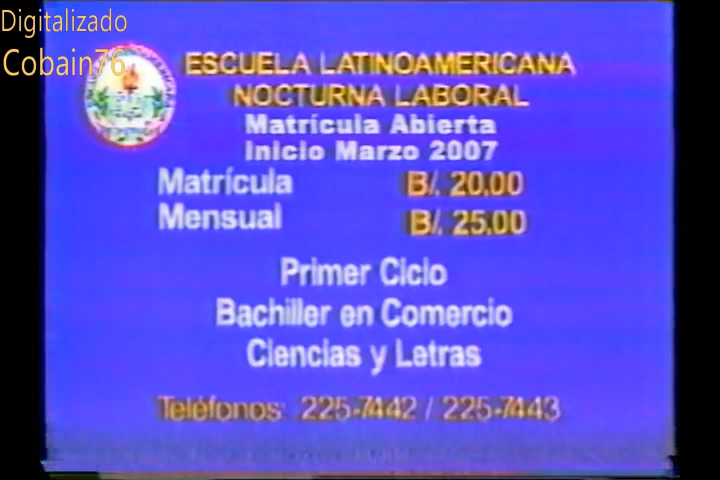 Digitalizado
Cobain76
ESCUELA LATINOAMERICANA
NOCTURNA LABORAL
Matrícula Abierta
Inicio Marzo 2007
Matrícula B/. 20.00
Mensual B/. 25.00
Primer Ciclo
Bachiller en Comercio
Ciencias y Letras
Teléfonos: 225-7442 / 225-7443